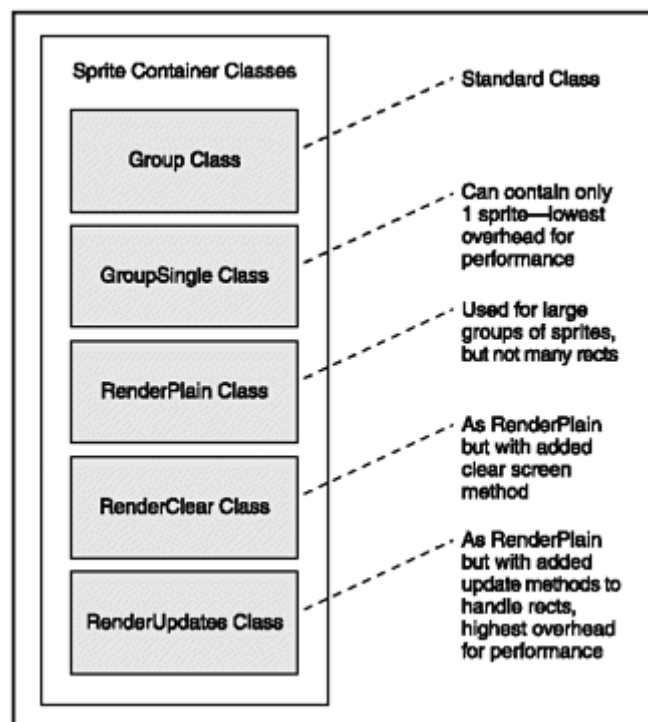 Sprite Container Classes
Group Class
Standard Class
GroupSingle Class
Can contain only
1 sprite—lowest
overhead for
performance
RenderPlain Class
Used for large
groups of sprites,
but not many rects
RenderClear Class
As RenderPlain
but with added
clear screen
method
RenderUpdates Class
As RenderPlain
but with added
update methods to
handle rects,
highest overhead
for performance